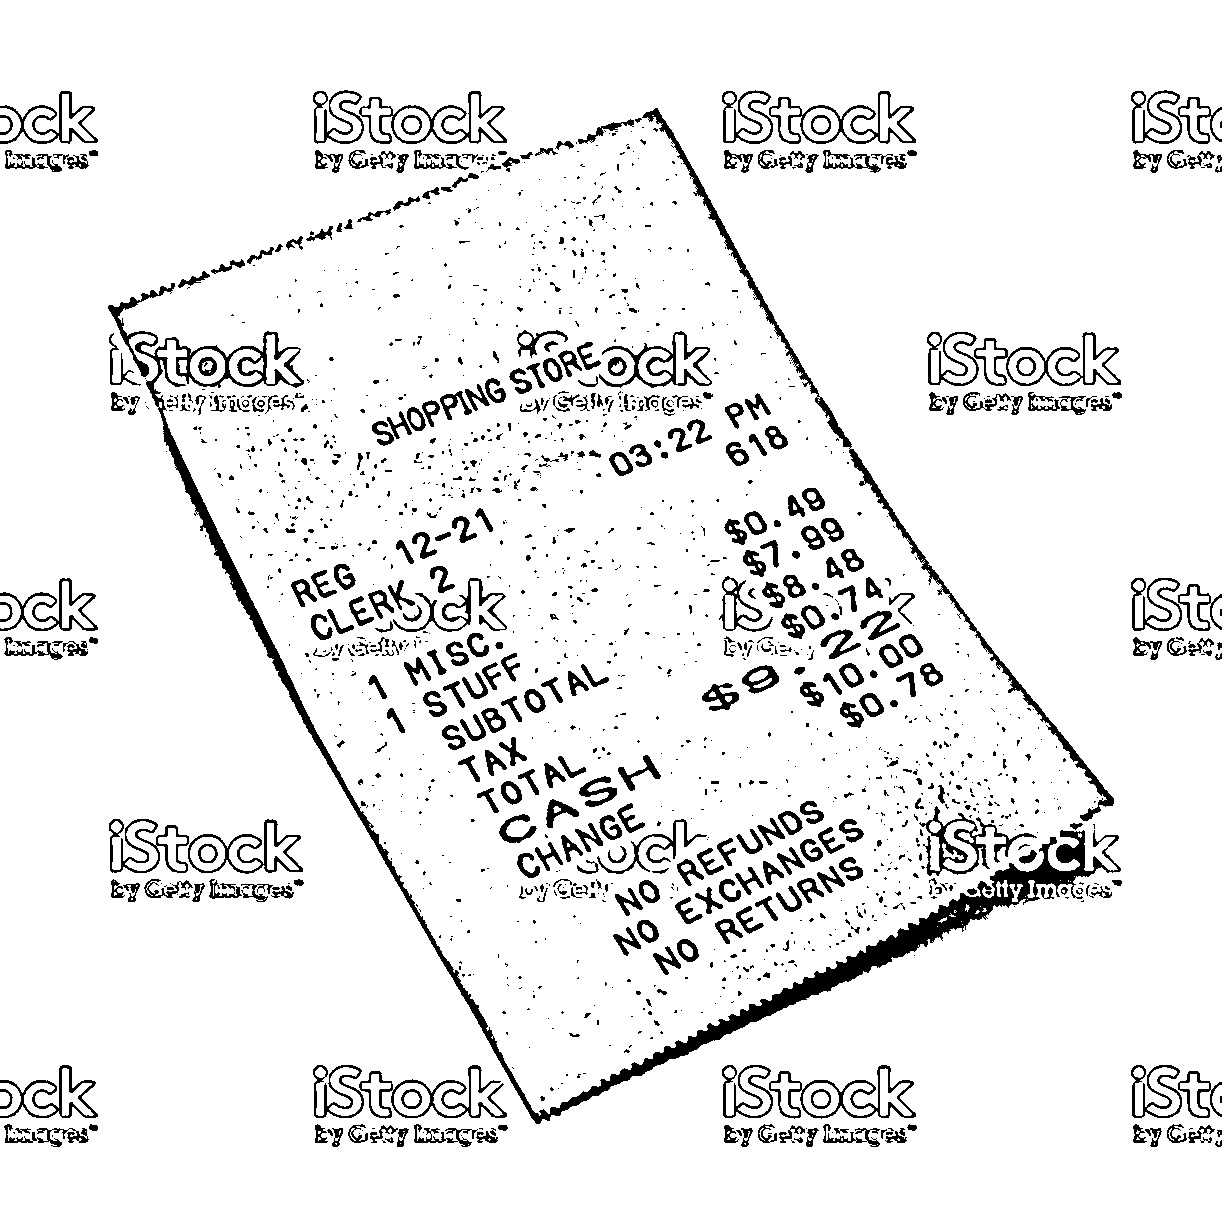 SHOPPING STORE
03:22 PM
REG 12-21 618
CLERK 2
1 MISC. $0.49
1 STUFF $7.99
SUBTOTAL $8.48
TAX $0.74
TOTAL $9.22
CASH $10.00
CHANGE $0.78
NO REFUNDS
NO EXCHANGES
NO RETURNS
iStock
by Getty Images™